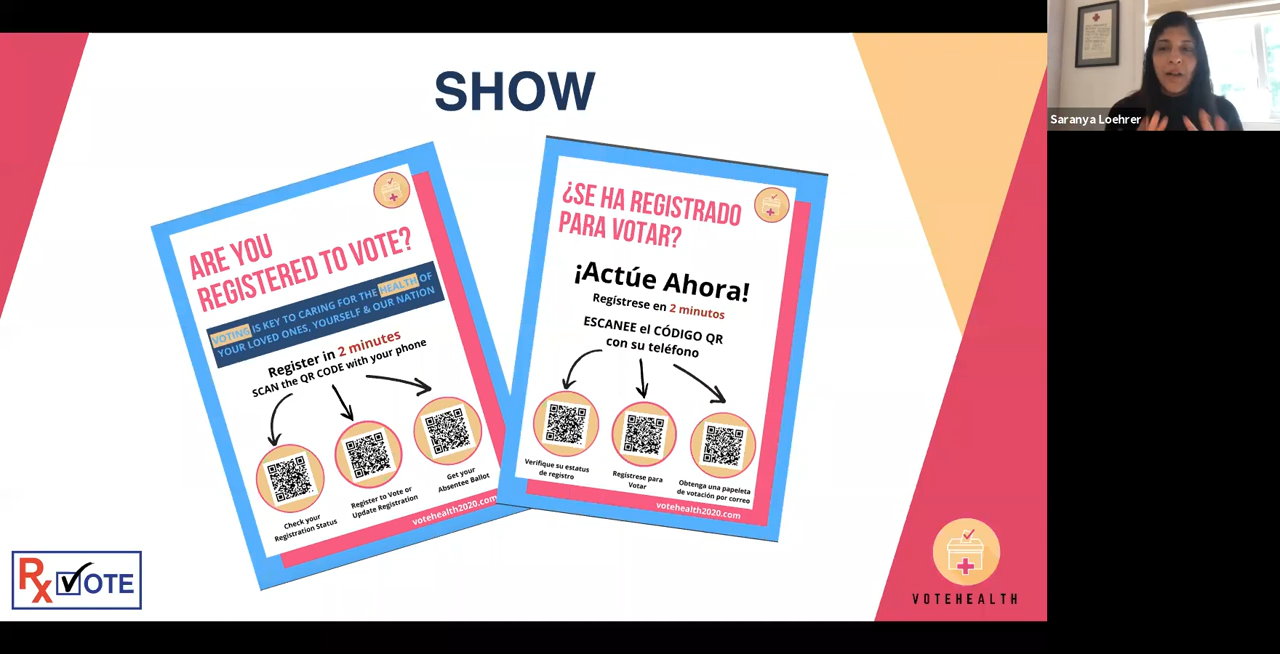 SHOW
ARE YOU
REGISTERED TO VOTE?
VOTING IS KEY TO CARING FOR THE HEALTH OF
YOUR LOVED ONES, YOURSELF & OUR NATION
Register in 2 minutes
SCAN the QR CODE with your phone
Check your
Registration Status
Register to Vote or
Update Registration
Get your
Absentee Ballot
votehealth2020.com
¿SE HA REGISTRADO
PARA VOTAR?
¡Actúe Ahora!
Regístrese en 2 minutos
ESCANEE el CÓDIGO QR
con su teléfono
Verifique su estatus
de registro
Regístrese para
Votar
Obtenga una papeleta
de votación por correo
votehealth2020.com
Rx VOTE
VOTEHEALTH
Saranya Loehrer